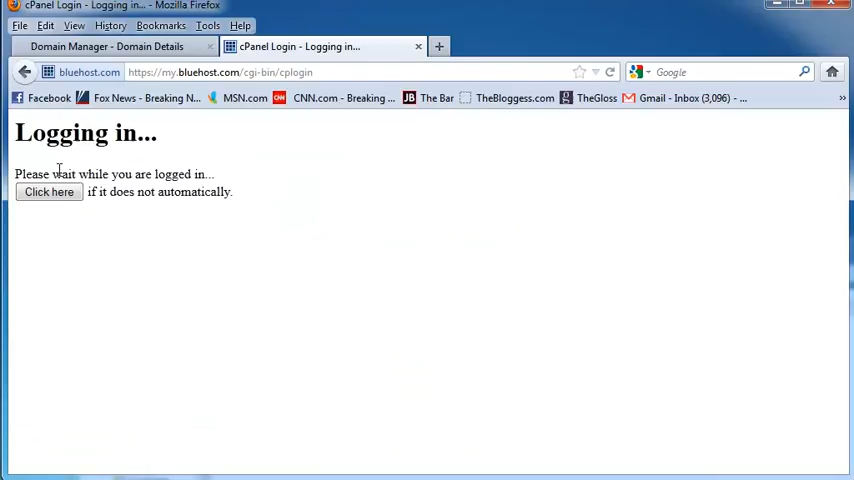 cPanel Login - Logging in... - Mozilla Firefox
File Edit View History Bookmarks Tools Help
Domain Manager - Domain Details × cPanel Login - Logging in... × +
bluehost.com https://my.bluehost.com/cgi-bin/cplogin Google
Facebook Fox News - Breaking N... MSN.com CNN.com - Breaking ... The Bar TheBloggess.com TheGloss Gmail - Inbox (3,096) - ... »
Logging in...
Please wait while you are logged in...
Click here if it does not automatically.